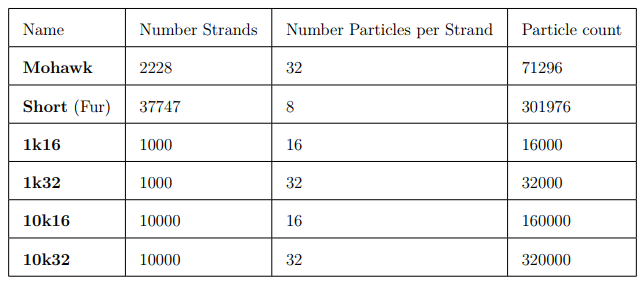 Name Number Strands Number Particles per Strand Particle count
Mohawk 2228 32 71296
Short (Fur) 37747 8 301976
1k16 1000 16 16000
1k32 1000 32 32000
10k16 10000 16 160000
10k32 10000 32 320000